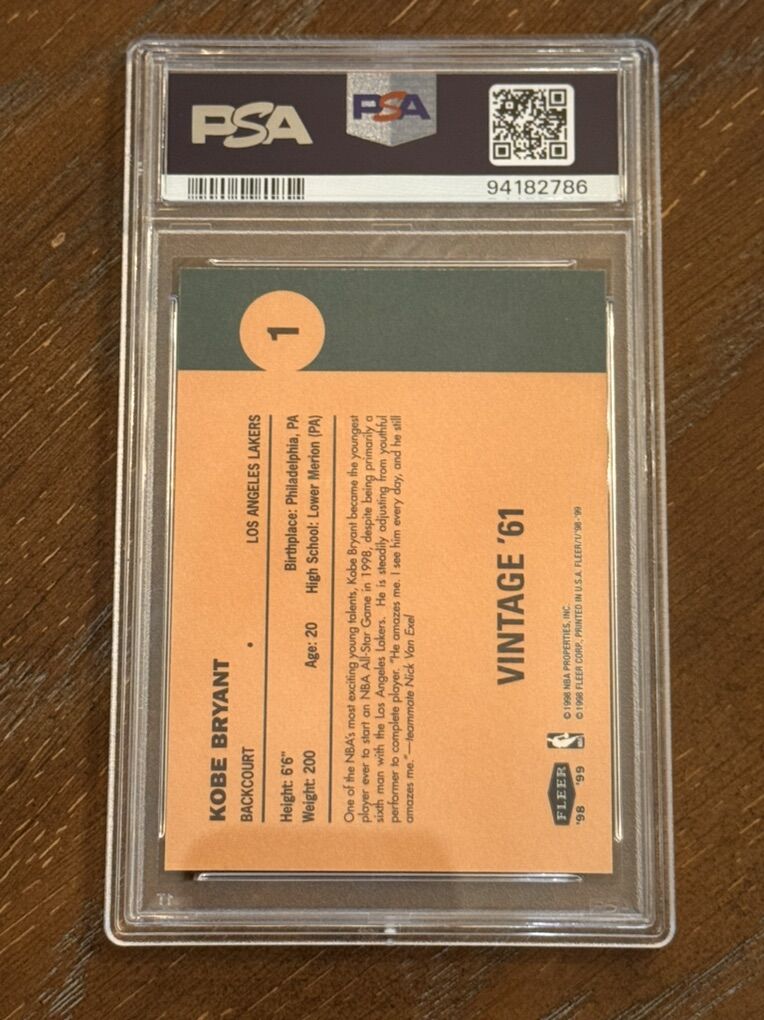 PSA
PSA
94182786
1
KOBE BRYANT
BACKCOURT • LOS ANGELES LAKERS
Height: 6'6" Birthplace: Philadelphia, PA
Weight: 200 Age: 20 High School: Lower Merion (PA)
One of the NBA's most exciting young talents, Kobe Bryant became the youngest
player ever to start an NBA All-Star Game in 1998, despite being primarily a
sixth man with the Los Angeles Lakers. He is steadily adjusting from youthful
performer to complete player. "He amazes me. I see him every day, and he still
amazes me."—teammate Nick Van Exel
VINTAGE '61
FLEER
'98 '99
© 1998 NBA PROPERTIES, INC.
© 1998 FLEER CORP. PRINTED IN U.S.A. FLEER/1/'98-'99